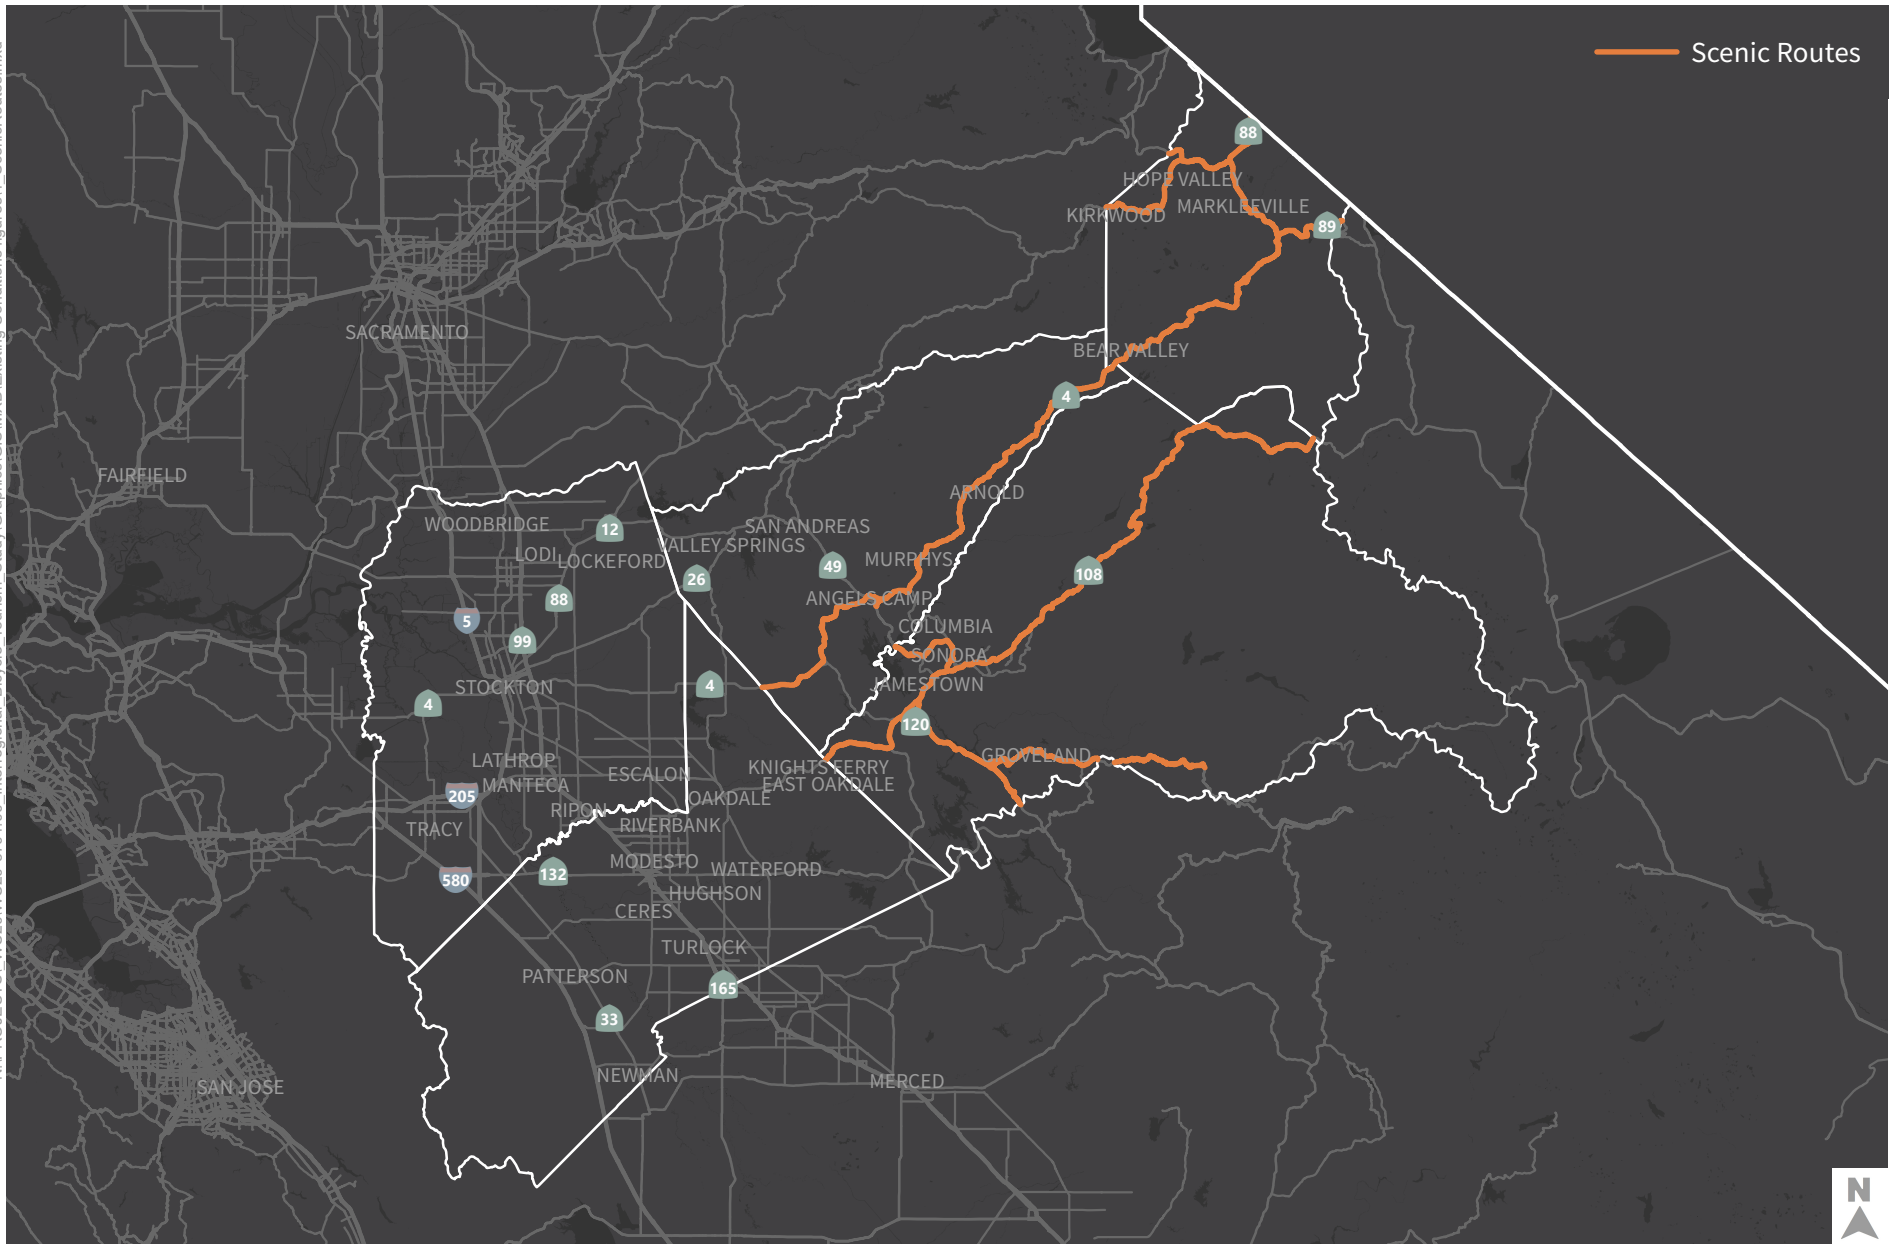 Scenic Routes
88
HOPE VALLEY
MARKLEEVILLE
KIRKWOOD
89
SACRAMENTO
BEAR VALLEY
4
FAIRFIELD
ARNOLD
WOODBRIDGE
12
SAN ANDREAS
VALLEY SPRINGS
LODI
LOCKEFORD
49
MURPHYS
26
108
88
ANGELS CAMP
5
99
COLUMBIA
SONORA
STOCKTON
4
JAMESTOWN
4
120
LATHROP
GROVELAND
KNIGHTS FERRY
ESCALON
MANTECA
EAST OAKDALE
205
OAKDALE
RIPON
TRACY
RIVERBANK
MODESTO
WATERFORD
132
580
HUGHSON
CERES
TURLOCK
PATTERSON
165
33
NEWMAN
MERCED
SAN JOSE
N